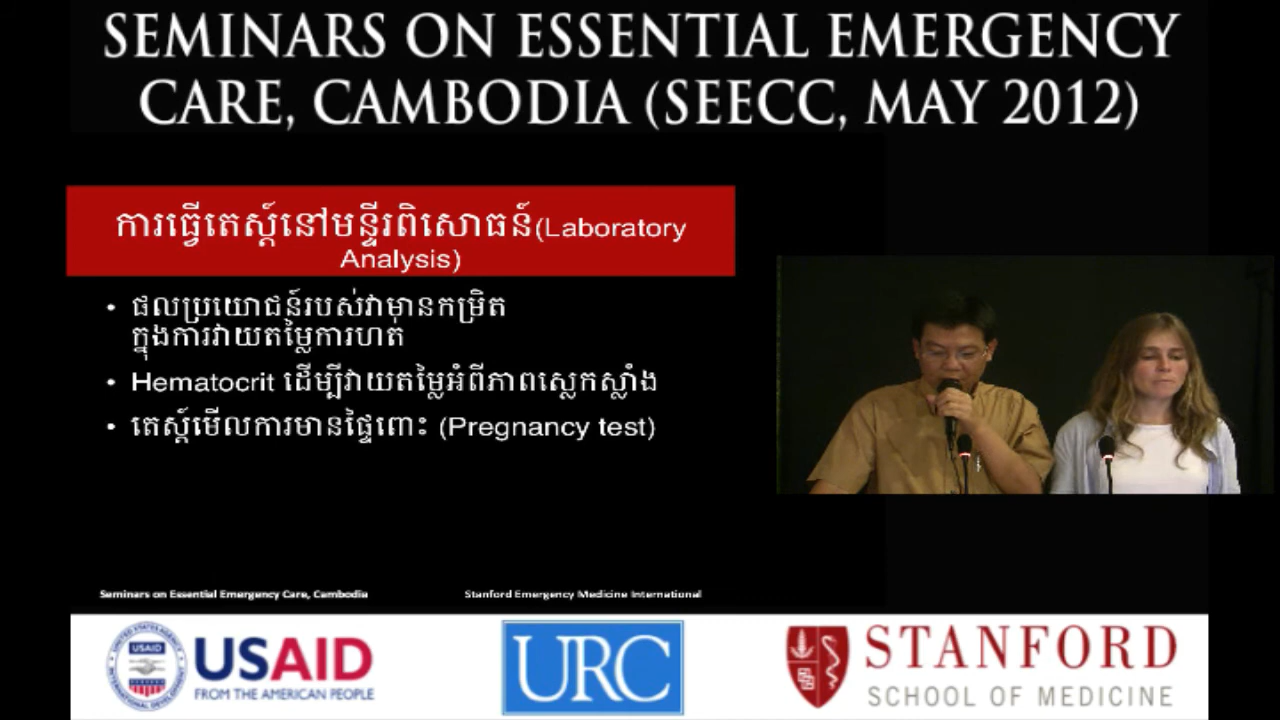 SEMINARS ON ESSENTIAL EMERGENCY
CARE, CAMBODIA (SEECC, MAY 2012)
ការធ្វើតេស្ត៍នៅមន្ទីរពិសោធន៍(Laboratory
Analysis)
• ផលប្រយោជន៍របស់វាមានកម្រិត
ក្នុងការវាយតម្លៃការហត់
• Hematocrit ដើម្បីវាយតម្លៃអំពីភាពស្លេកស្លាំង
• តេស្ត៍មើលការមានផ្ទៃពោះ (Pregnancy test)
Seminars on Essential Emergency Care, Cambodia
Stanford Emergency Medicine International
USAID
USAID
FROM THE AMERICAN PEOPLE
URC
STANFORD
SCHOOL OF MEDICINE